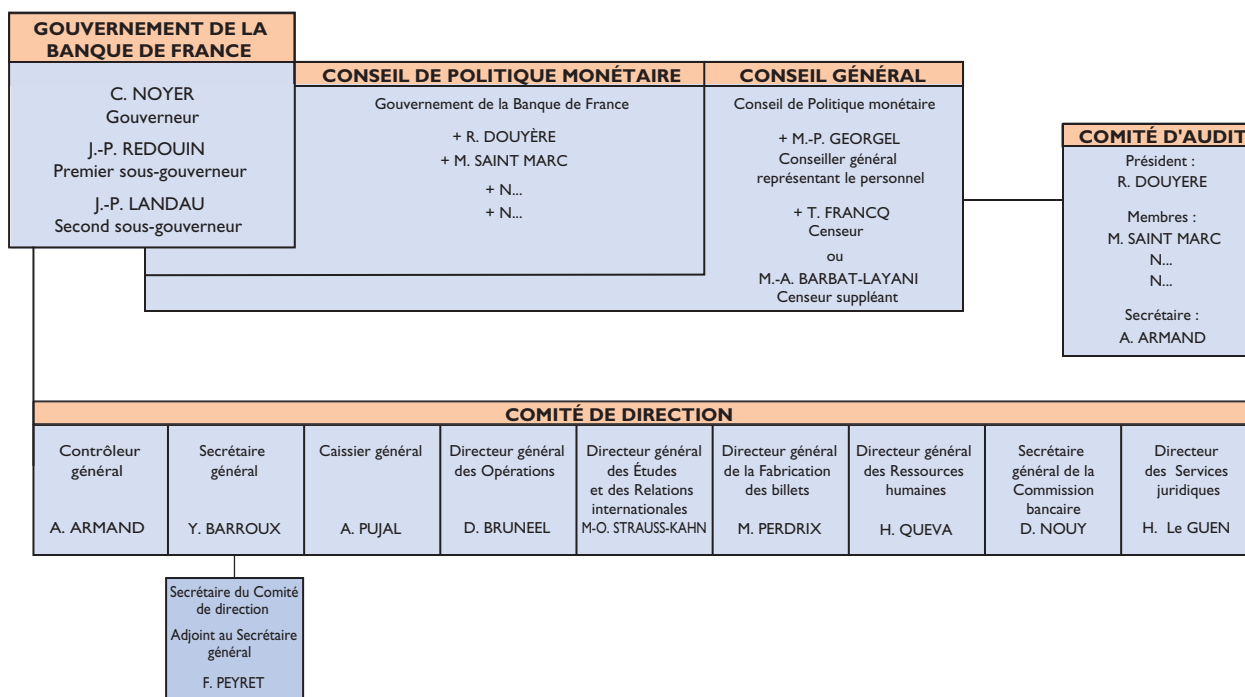 GOUVERNEMENT DE LA
BANQUE DE FRANCE
C. NOYER
Gouverneur
J.-P. REDOUIN
Premier sous-gouverneur
J.-P. LANDAU
Second sous-gouverneur
CONSEIL DE POLITIQUE MONÉTAIRE
Gouvernement de la Banque de France
+ R. DOUYÈRE
+ M. SAINT MARC
+ N...
+ N...
CONSEIL GÉNÉRAL
Conseil de Politique monétaire
+ M.-P. GEORGEL
Conseiller général
représentant le personnel
+ T. FRANCQ
Censeur
ou
M.-A. BARBAT-LAYANI
Censeur suppléant
COMITÉ D'AUDIT
Président :
R. DOUYERE
Membres :
M. SAINT MARC
N...
N...
Secrétaire :
A. ARMAND
COMITÉ DE DIRECTION
Contrôleur
général
A. ARMAND
Secrétaire
général
Y. BARROUX
Caissier général
A. PUJAL
Directeur général
des Opérations
D. BRUNEEL
Directeur général
des Études
et des Relations
internationales
M-O. STRAUSS-KAHN
Directeur général
de la Fabrication
des billets
M. PERDRIX
Directeur général
des Ressources
humaines
H. QUEVA
Secrétaire
général de la
Commission
bancaire
D. NOUY
Directeur
des Services
juridiques
H. Le GUEN
Secrétaire du Comité
de direction
Adjoint au Secrétaire
général
F. PEYRET